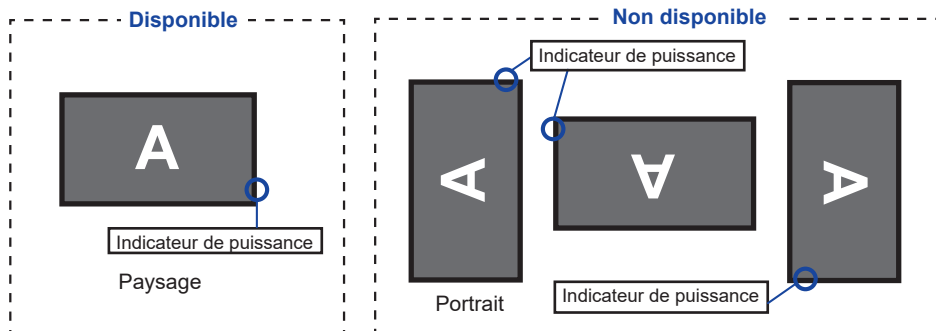 Disponible
A
Indicateur de puissance
Paysage
Non disponible
Indicateur de puissance
A
A
A
Indicateur de puissance
Portrait